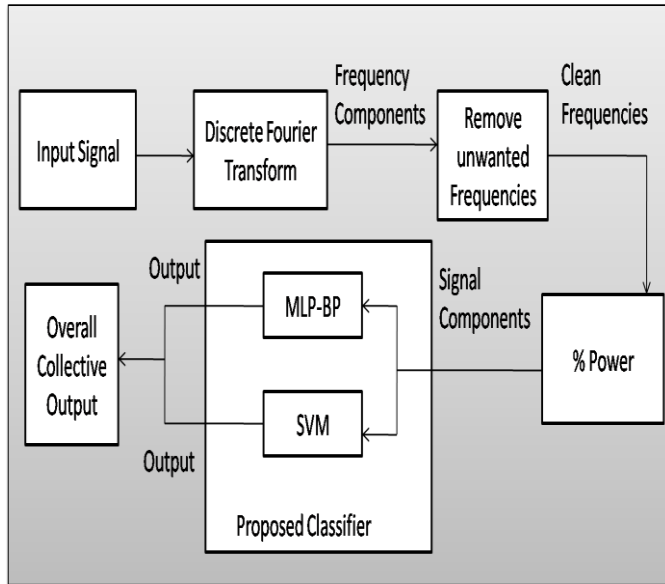 Input Signal
Discrete Fourier
Transform
Frequency
Components
Remove
unwanted
Frequencies
Clean
Frequencies
% Power
Signal
Components
MLP-BP
SVM
Proposed Classifier
Output
Output
Overall
Collective
Output